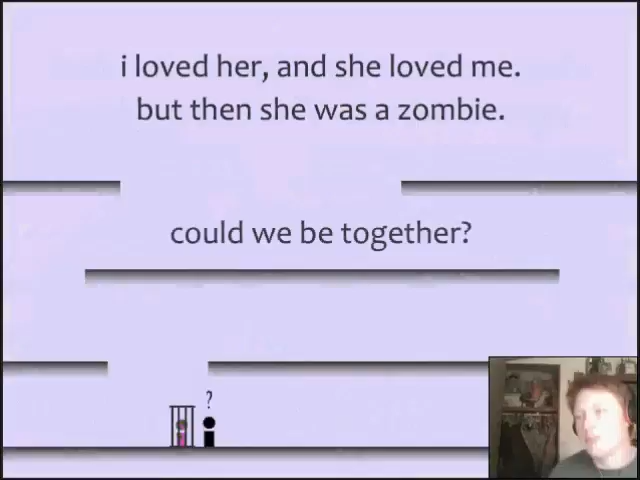 i loved her, and she loved me.
but then she was a zombie.
could we be together?
?